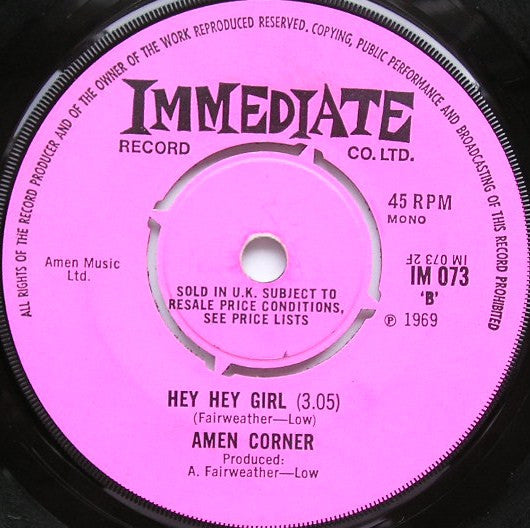 ALL RIGHTS OF THE RECORD PRODUCER AND OF THE OWNER OF THE WORK REPRODUCED RESERVED. COPYING, PUBLIC PERFORMANCE AND BROADCASTING OF THIS RECORD PROHIBITED
IMMEDIATE
RECORD CO. LTD.
45 RPM
MONO
Amen Music
Ltd.
IM 073 2F
IM 073
'B'
℗ 1969
SOLD IN U.K. SUBJECT TO
RESALE PRICE CONDITIONS,
SEE PRICE LISTS
HEY HEY GIRL (3.05)
(Fairweather—Low)
AMEN CORNER
Produced:
A. Fairweather—Low